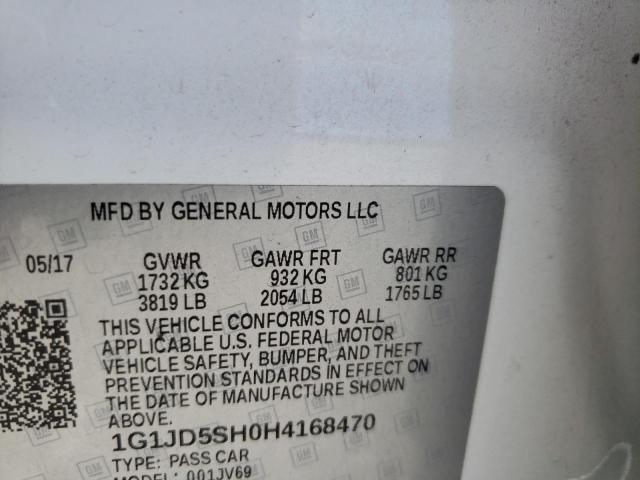 MFD BY GENERAL MOTORS LLC
05/17 GVWR GAWR FRT GAWR RR
1732 KG 932 KG 801 KG
3819 LB 2054 LB 1765 LB
THIS VEHICLE CONFORMS TO ALL
APPLICABLE U.S. FEDERAL MOTOR
VEHICLE SAFETY, BUMPER, AND THEFT
PREVENTION STANDARDS IN EFFECT ON
THE DATE OF MANUFACTURE SHOWN
ABOVE.
1G1JD5SH0H4168470
TYPE: PASS CAR
MODEL: 001JV69